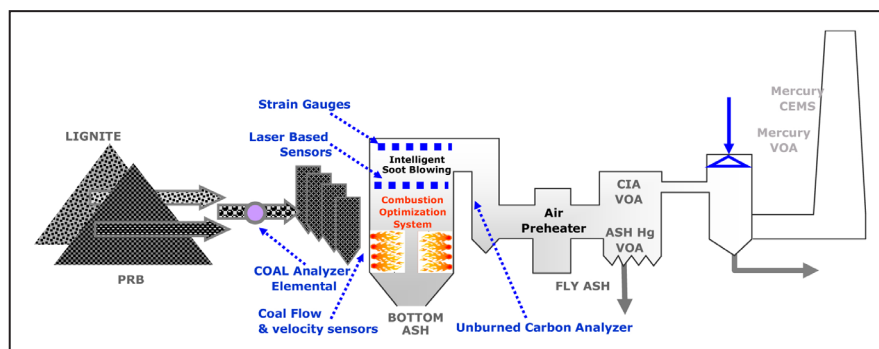 Strain Gauges
Laser Based
Sensors
LIGNITE
PRB
COAL Analyzer
Elemental
Coal Flow
& velocity sensors
Intelligent
Soot Blowing
Combustion
Optimization
System
BOTTOM
ASH
Unburned Carbon Analyzer
Air
Preheater
CIA
VOA
ASH Hg
VOA
FLY ASH
Mercury
CEMS
Mercury
VOA